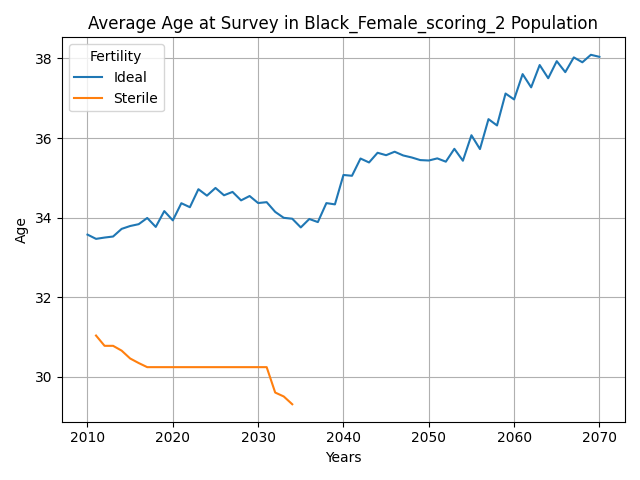 Average Age at Survey in Black_Female_scoring_2 Population
Fertility
Ideal
Sterile
Age
38
36
34
32
30
2010 2020 2030 2040 2050 2060 2070
Years